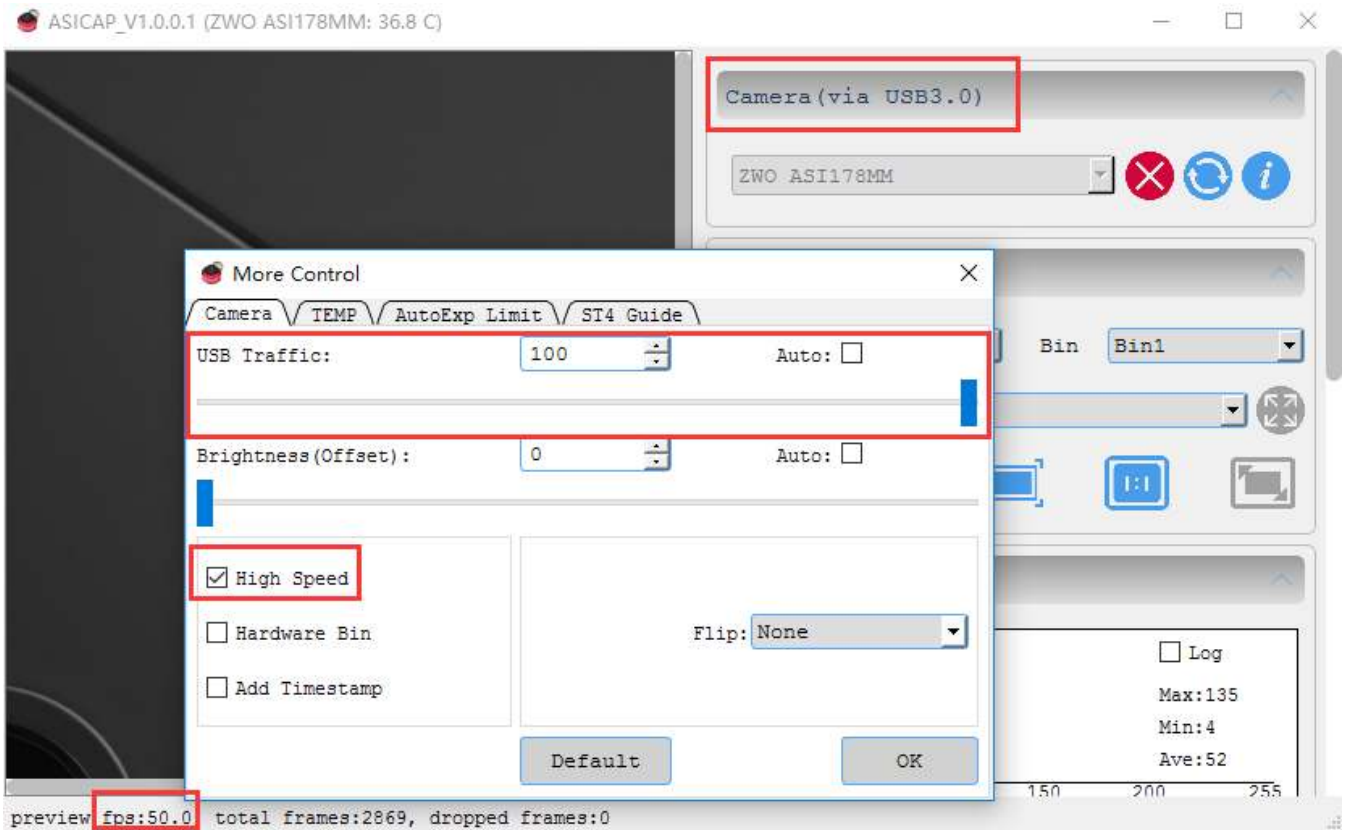 ASICAP_V1.0.0.1 (ZWO ASI178MM: 36.8 C)
Camera(via USB3.0)
ZWO ASI178MM
More Control
Camera TEMP AutoExp Limit ST4 Guide
USB Traffic: 100 Auto:
Brightness(Offset): 0 Auto:
High Speed
Hardware Bin
Add Timestamp
Flip: None
Default OK
Bin Bin1
1:1
Log
Max:135
Min:4
Ave:52
150 200 255
preview fps:50.0 total frames:2869, dropped frames:0